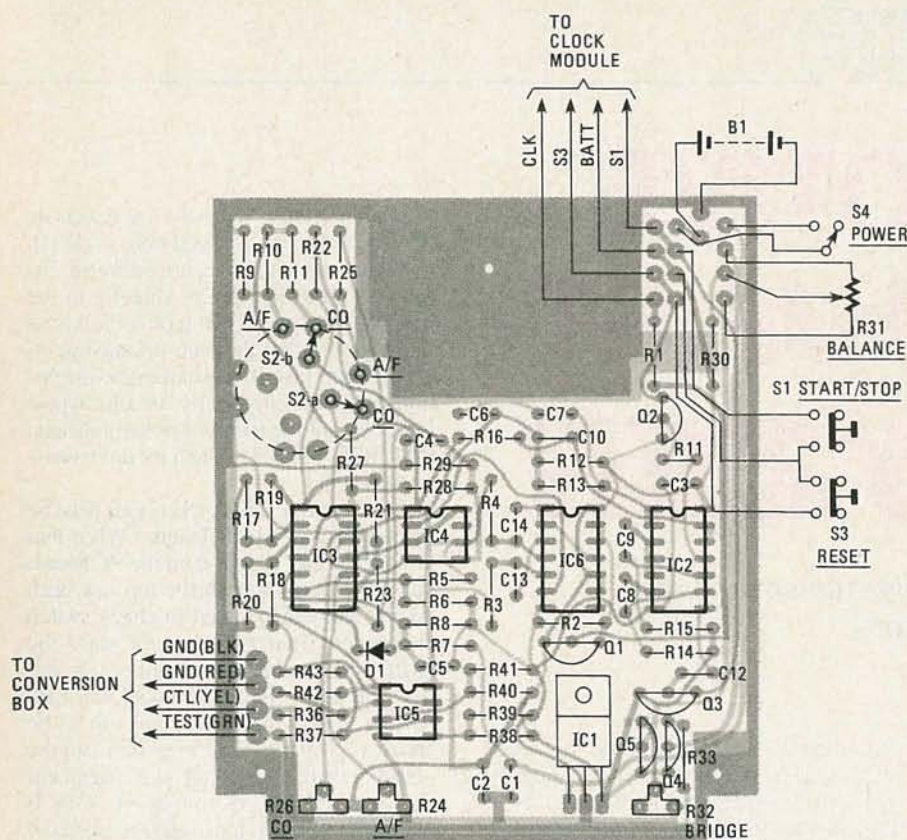 TO
CLOCK
MODULE
CLK
S3
BATT
S1
B1
S4
POWER
R9
R10
R11
R22
R25
A/F
CO
S2-b
A/F
S2-a
CO
R1
R30
R31
BALANCE
S1 START/STOP
S3
RESET
C6
C7
Q2
C4
R16
C10
R11
R27
R29
R12
R28
R13
C3
R17
R19
R21
R4
C14
IC3
IC4
IC6
C9
IC2
R20
R18
R23
R5
R6
R8
R7
R3
C13
C8
R2
R15
R14
Q1
D1
C5
R41
C12
TO
CONVERSION
BOX
GND(BLK)
GND(RED)
CTL(YEL)
TEST(GRN)
R43
R42
R36
R37
IC5
R40
R39
R38
IC1
Q3
Q5
Q4
R33
C2
C1
R26
CO
R24
A/F
R32
BRIDGE